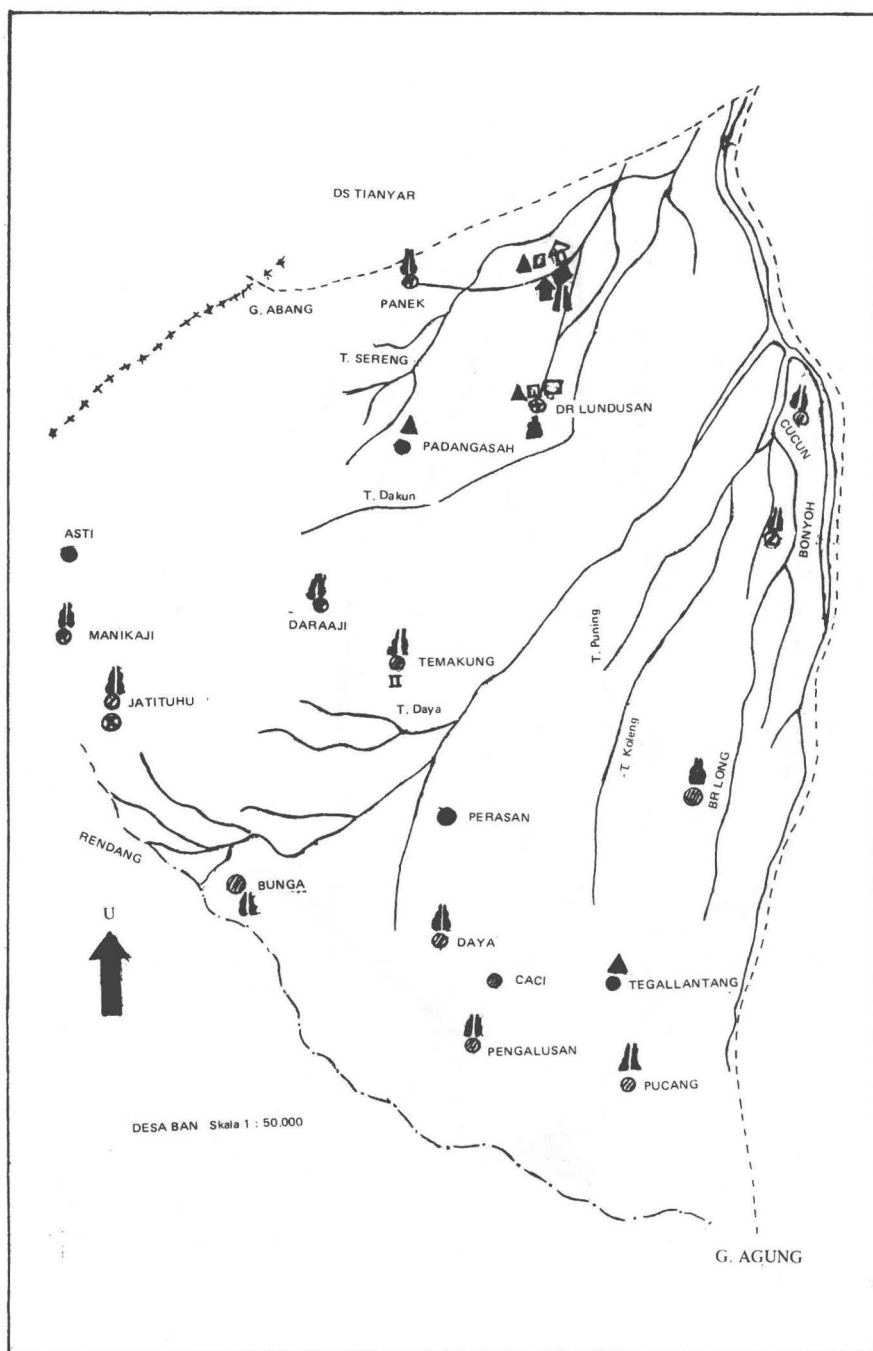 DS TIANYAR
G. ABANG
PANEK
T. SERENG
DR LUNDUSAN
CUCUN
PADANGASAH
T. Dakun
BONYOH
ASTI
DARAAJI
MANIKAJI
TEMAKUNG
T. Puning
JATITUHU
T. Daya
T. Koleng
BR LONG
PERASAN
RENDANG
BUNGA
U
DAYA
CACI
TEGALLANTANG
PENGALUSAN
PUCANG
DESA BAN Skala 1 : 50.000
G. AGUNG